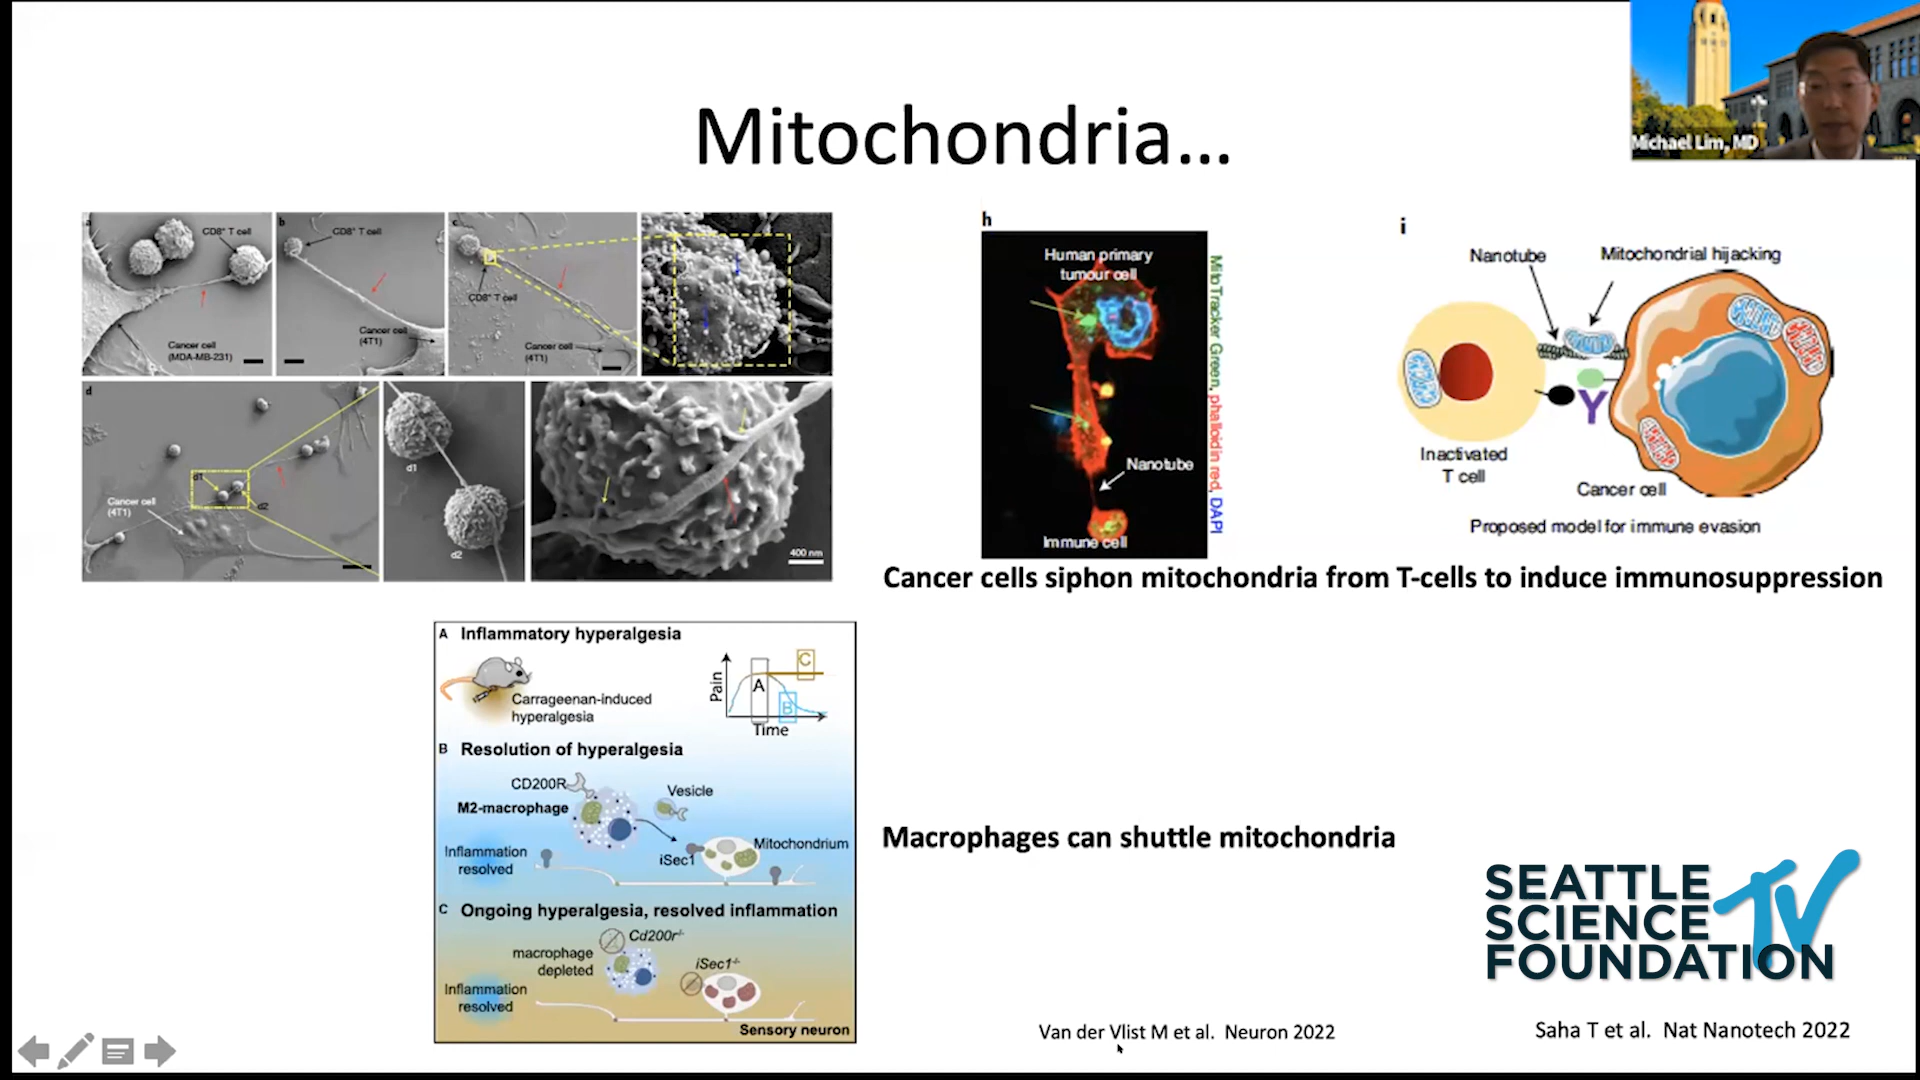 Mitochondria...
Michael Lim, MD
a
CD8+ T cell
Cancer cell
(MDA-MB-231)
b
CD8+ T cell
Cancer cell
(4T1)
c
CD8+ T cell
Cancer cell
(4T1)
d
Cancer cell
(4T1)
d1
d2
d1
d2
400 nm
h
Human primary
tumour cell
Nanotube
Immune cell
MitoTracker Green, phalloidin red, DAPI
i
Nanotube
Mitochondrial hijacking
Inactivated
T cell
Cancer cell
Proposed model for immune evasion
Cancer cells siphon mitochondria from T-cells to induce immunosuppression
A Inflammatory hyperalgesia
Carrageenan-induced
hyperalgesia
Pain
A
B
C
Time
B Resolution of hyperalgesia
CD200R
M2-macrophage
Vesicle
Inflammation
resolved
iSec1
Mitochondrium
C Ongoing hyperalgesia, resolved inflammation
Cd200r-/-
macrophage
depleted
iSec1-/-
Inflammation
resolved
Sensory neuron
Macrophages can shuttle mitochondria
SEATTLE
SCIENCE
FOUNDATION
TV
Van der Vlist M et al. Neuron 2022
Saha T et al. Nat Nanotech 2022